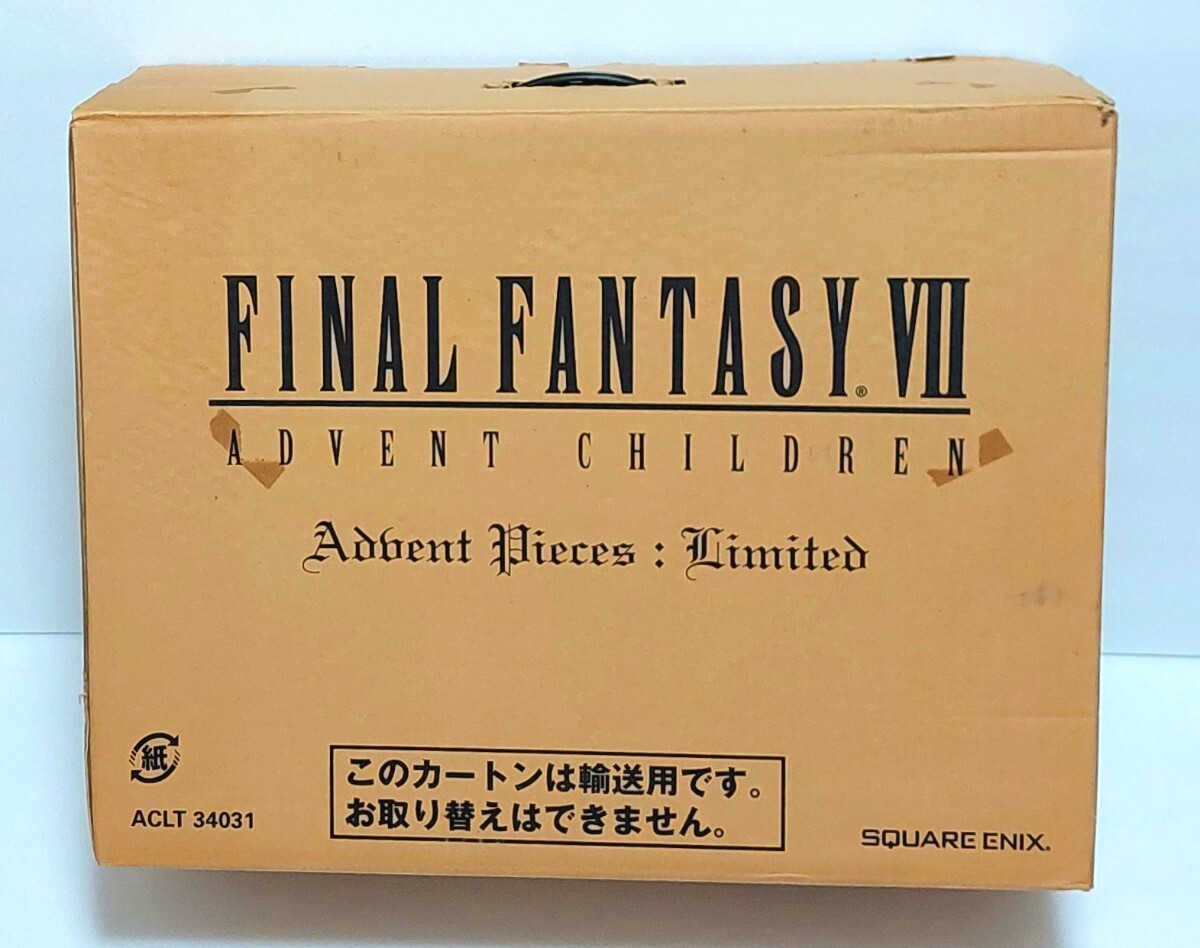 FINAL FANTASY® VII
ADVENT CHILDREN
Advent Pieces : Limited
紙
ACLT 34031
このカートンは輸送用です。
お取り替えはできません。
SQUARE ENIX.